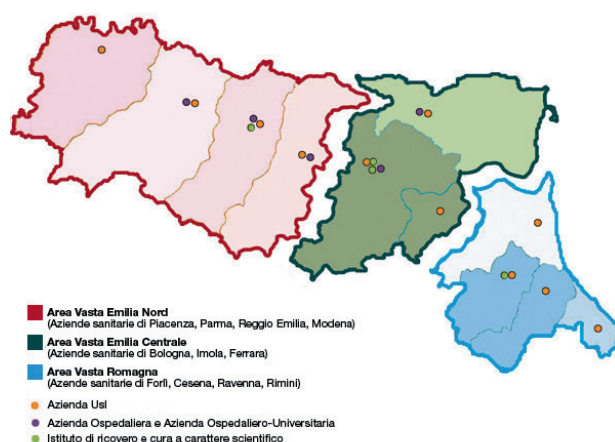 Area Vasta Emilia Nord
(Aziende sanitarie di Piacenza, Parma, Reggio Emilia, Modena)
Area Vasta Emilia Centrale
(Aziende sanitarie di Bologna, Imola, Ferrara)
Area Vasta Romagna
(Azende sanitarie di Forlì, Cesena, Ravenna, Rimini)
Azienda Usl
Azienda Ospedaliera e Azienda Ospedaliero-Universitaria
Istituto di ricovero e cura a carattere scientifico